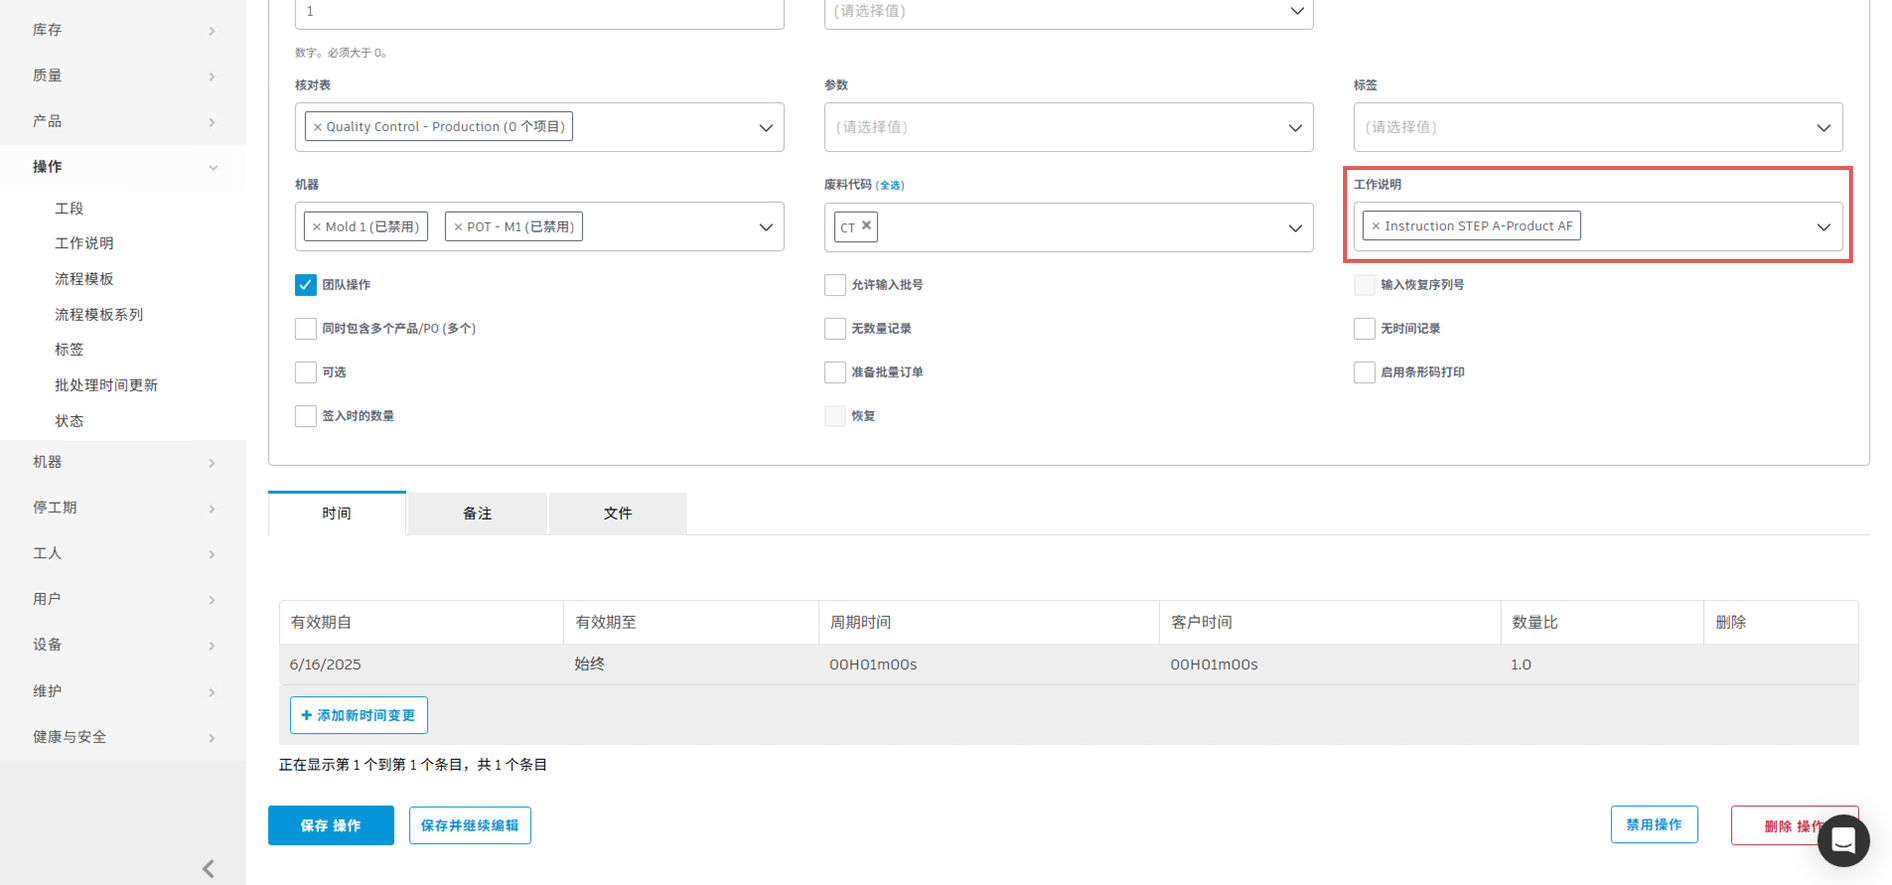 库存
质量
产品
操作
工段
工作说明
流程模板
流程模板系列
标签
批处理时间更新
状态
机器
停工期
工人
用户
设备
维护
健康与安全
1
(请选择值)
数字。必须大于 0。
核对表
参数
标签
× Quality Control - Production (0 个项目)
(请选择值)
(请选择值)
机器
废料代码 (全选)
工作说明
× Mold 1 (已禁用)
× POT - M1 (已禁用)
CT ×
× Instruction STEP A-Product AF
团队操作
允许输入批号
输入恢复序列号
同时包含多个产品/PO (多个)
无数量记录
无时间记录
可选
准备批量订单
启用条形码打印
签入时的数量
恢复
时间
备注
文件
有效期自
有效期至
周期时间
客户时间
数量比
删除
6/16/2025
始终
00H01m00s
00H01m00s
1.0
+ 添加新时间变更
正在显示第 1 个到第 1 个条目，共 1 个条目
保存 操作
保存并继续编辑
禁用操作
删除 操作